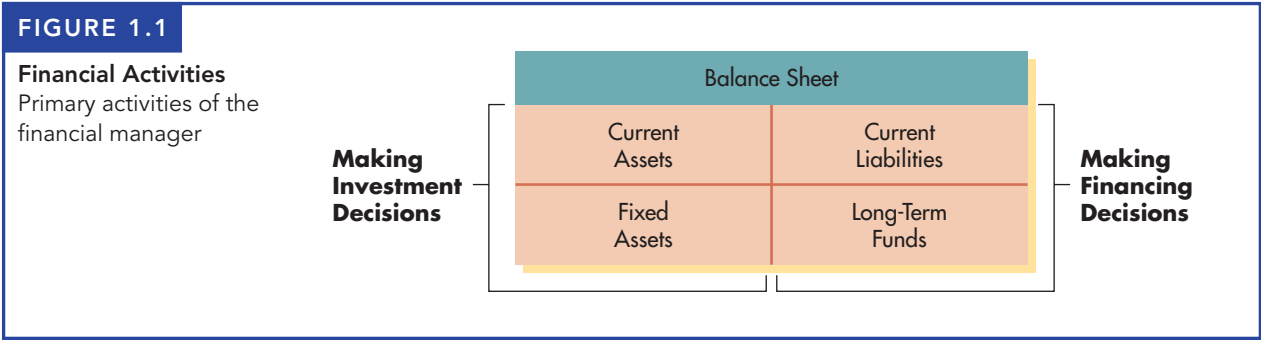 FIGURE 1.1
Financial Activities
Primary activities of the
financial manager
Balance Sheet
Making
Investment
Decisions
Current
Assets
Current
Liabilities
Fixed
Assets
Long-Term
Funds
Making
Financing
Decisions